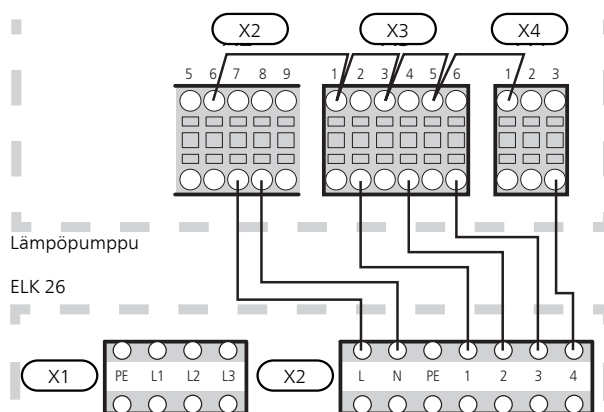 X2 X3 X4
5 6 7 8 9 1 2 3 4 5 6 1 2 3
Lämpöpumppu
ELK 26
X1 PE L1 L2 L3 X2 L N PE 1 2 3 4